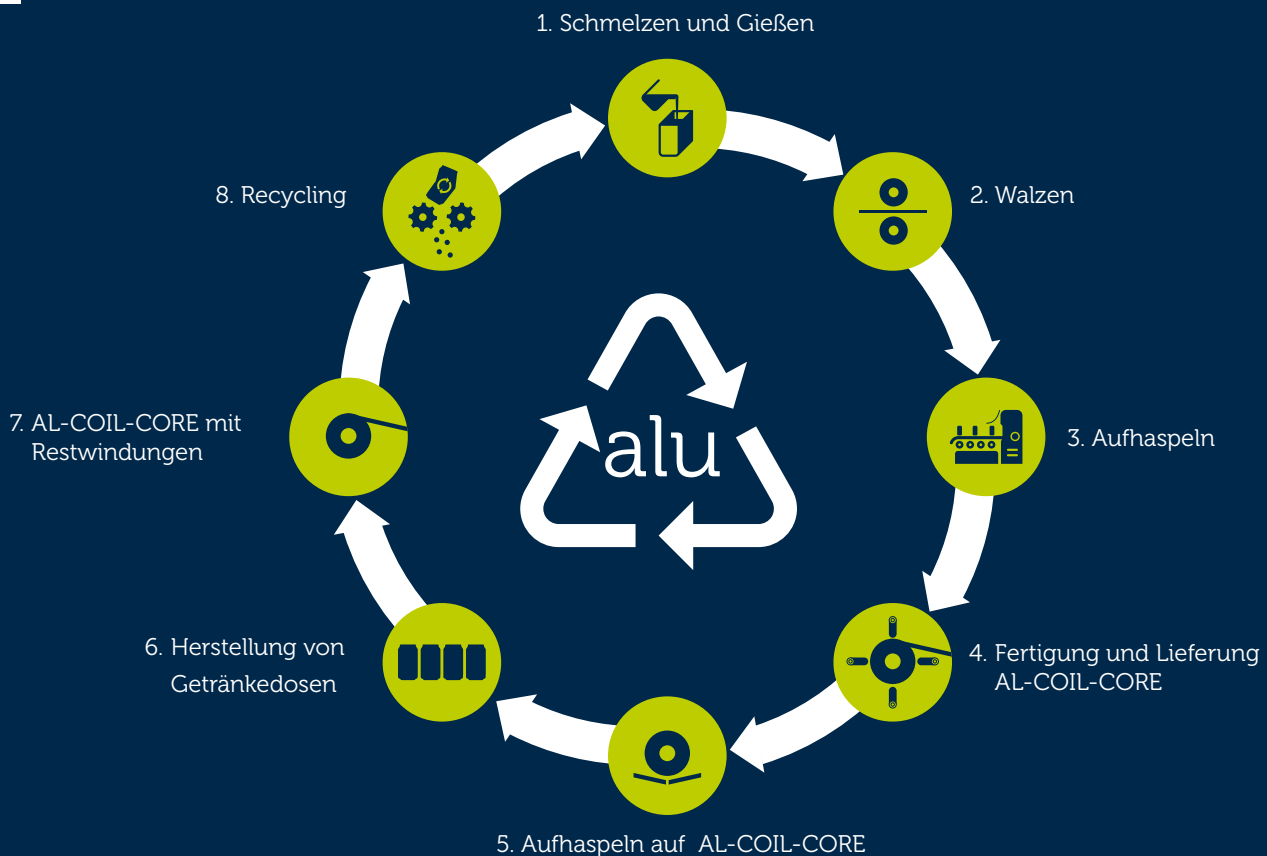 1. Schmelzen und Gießen
2. Walzen
3. Aufhaspeln
4. Fertigung und Lieferung
AL-COIL-CORE
5. Aufhaspeln auf AL-COIL-CORE
6. Herstellung von
Getränkedosen
7. AL-COIL-CORE mit
Restwindungen
8. Recycling
alu